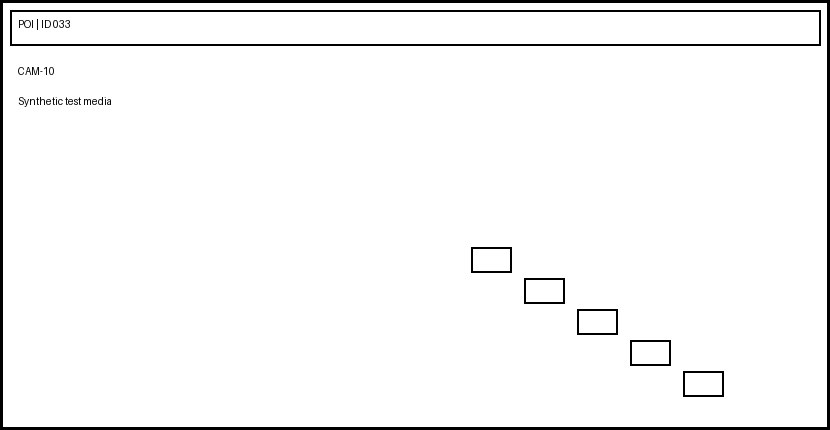 POI | ID 033
CAM-10
Synthetic test media